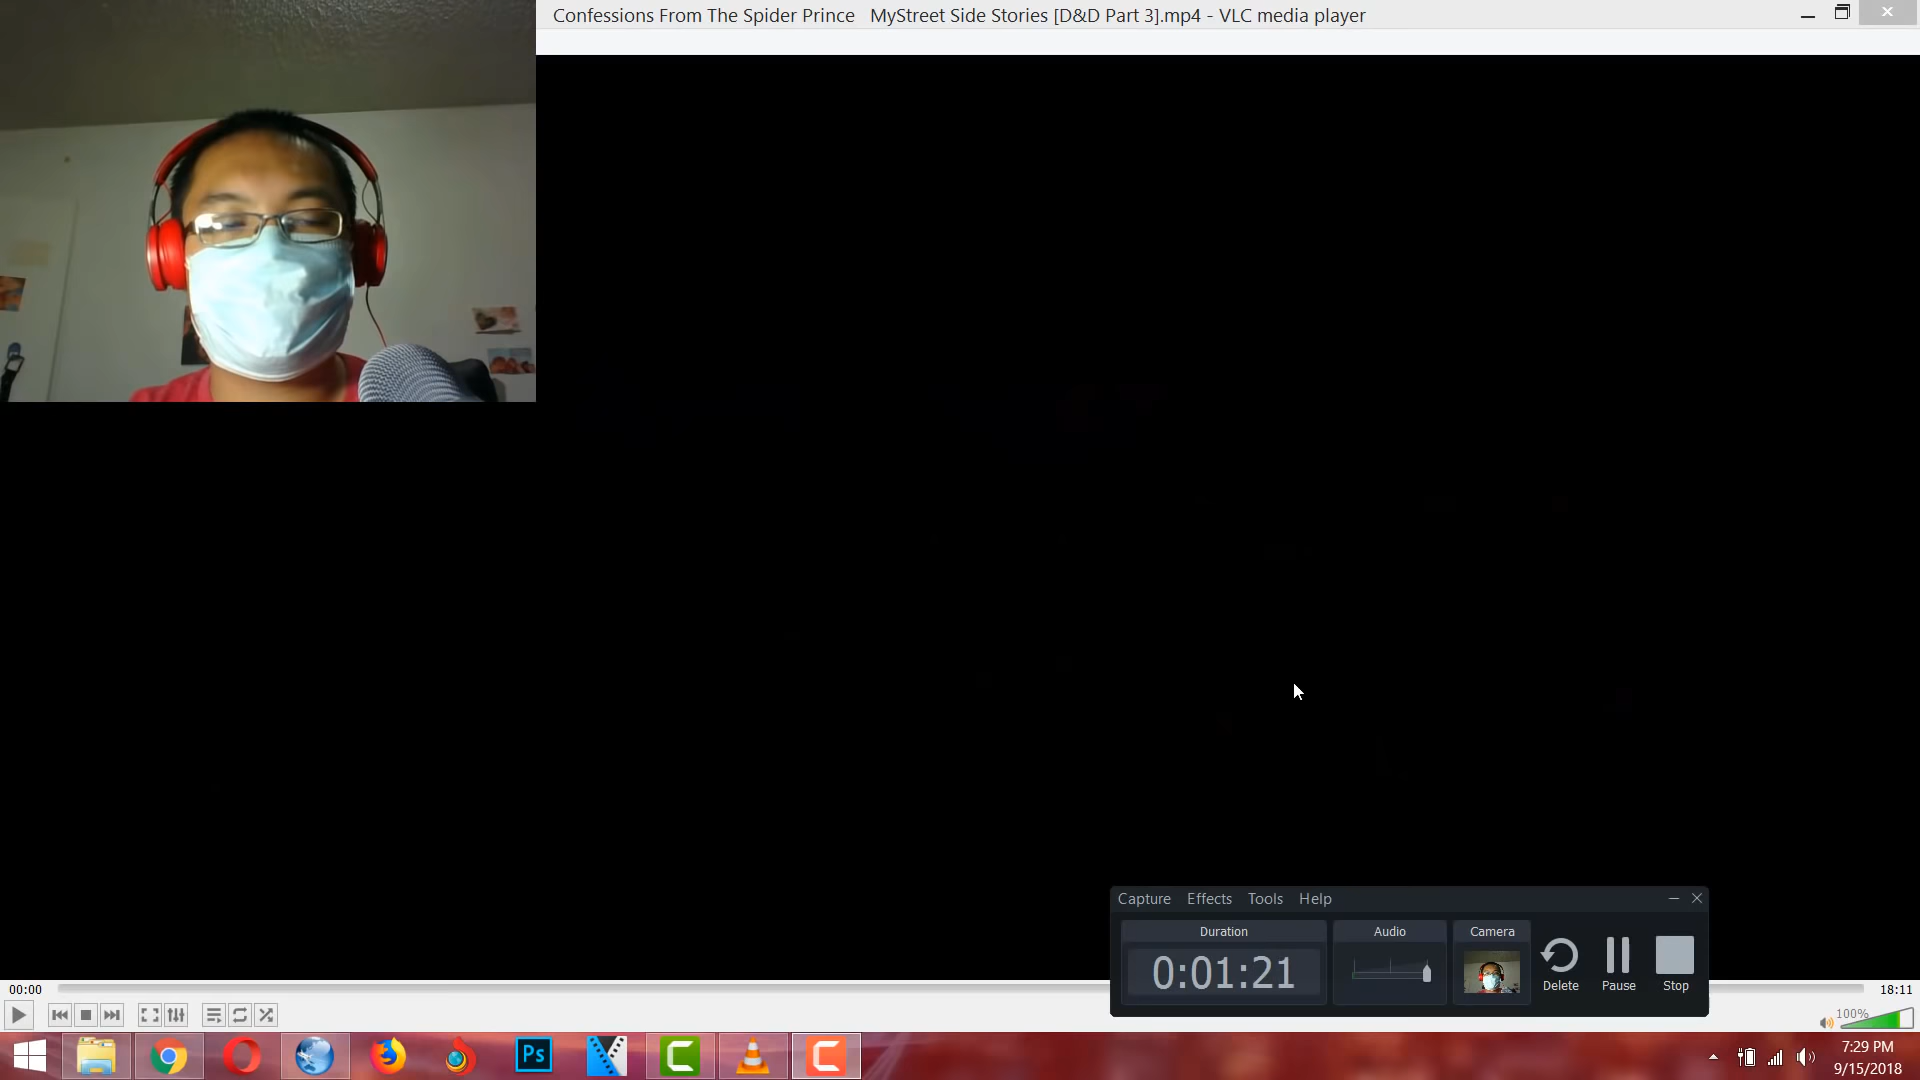 Confessions From The Spider Prince   MyStreet Side Stories [D&D Part 3].mp4 - VLC media player
Capture Effects Tools Help
Duration Audio Camera
0:01:21
Delete Pause Stop
00:00
18:11
100%
Ps
7:29 PM
9/15/2018